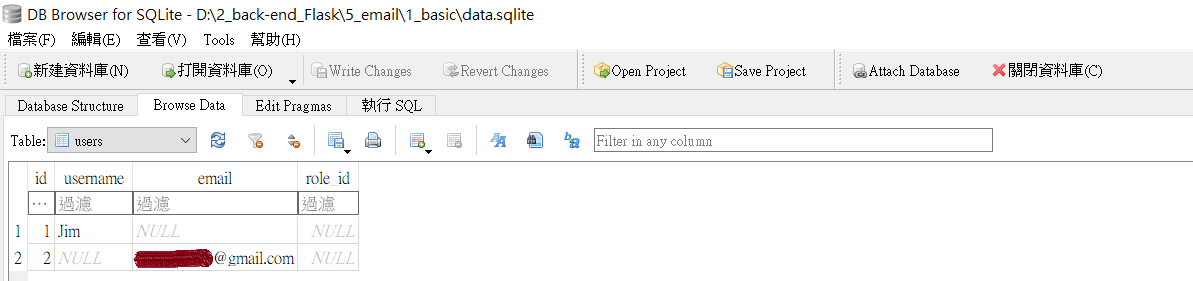 DB Browser for SQLite - D:\2_back-end_Flask\5_email\1_basic\data.sqlite
檔案(F) 編輯(E) 查看(V) Tools 幫助(H)
新建資料庫(N) 打開資料庫(O) Write Changes Revert Changes Open Project Save Project Attach Database 關閉資料庫(C)
Database Structure Browse Data Edit Pragmas 執行 SQL
Table: users Filter in any column
id username email role_id
... 過濾 過濾 過濾
1 1 Jim NULL NULL
2 2 NULL @gmail.com NULL